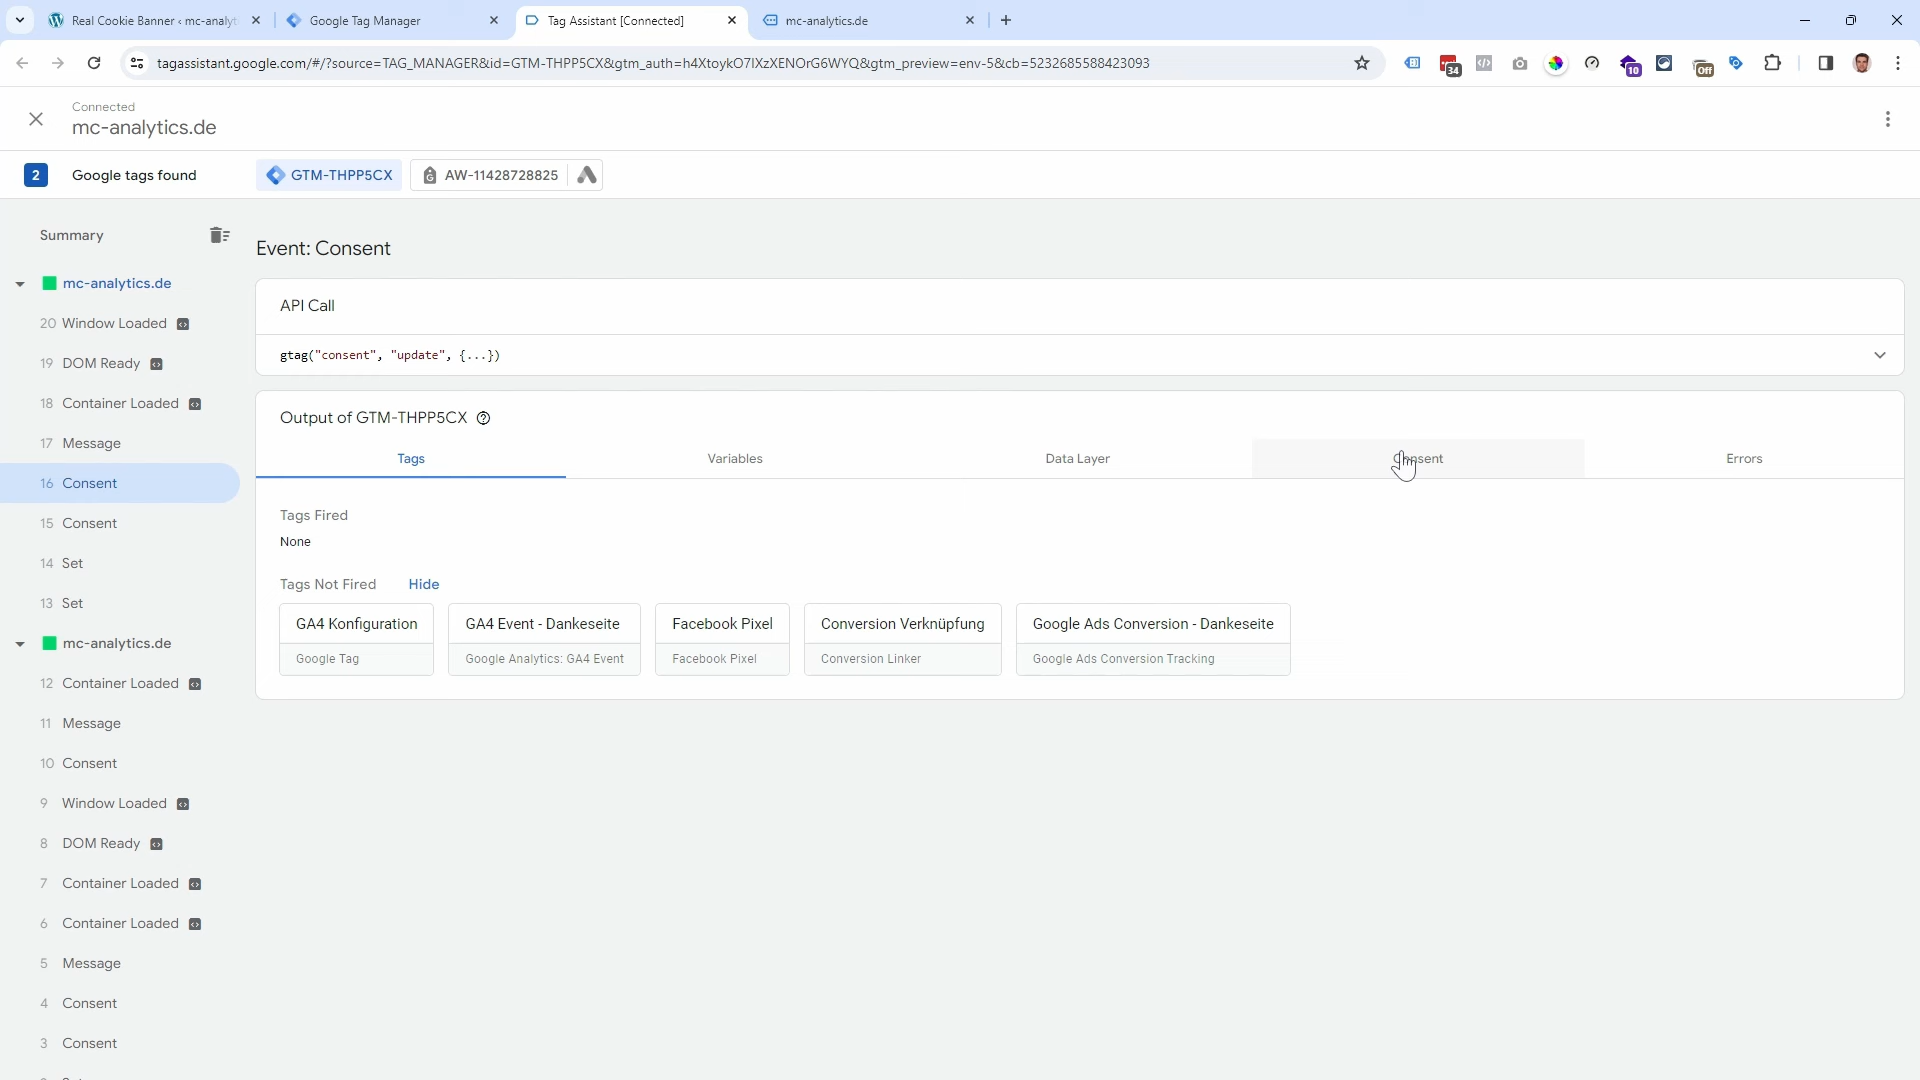 Real Cookie Banner ‹ mc-analyt
Google Tag Manager
Tag Assistant [Connected]
mc-analytics.de
tagassistant.google.com/#/?source=TAG_MANAGER&id=GTM-THPP5CX&gtm_auth=h4XtoykO7IXzXENOrG6WYQ&gtm_preview=env-5&cb=5232685588423093
34
10
Off
Connected
mc-analytics.de
2 Google tags found
GTM-THPP5CX
AW-11428728825
Summary
mc-analytics.de
20 Window Loaded
19 DOM Ready
18 Container Loaded
17 Message
16 Consent
15 Consent
14 Set
13 Set
mc-analytics.de
12 Container Loaded
11 Message
10 Consent
9 Window Loaded
8 DOM Ready
7 Container Loaded
6 Container Loaded
5 Message
4 Consent
3 Consent
Event: Consent
API Call
gtag("consent", "update", {...})
Output of GTM-THPP5CX
Tags
Variables
Data Layer
Consent
Errors
Tags Fired
None
Tags Not Fired Hide
GA4 Konfiguration
Google Tag
GA4 Event - Dankeseite
Google Analytics: GA4 Event
Facebook Pixel
Facebook Pixel
Conversion Verknüpfung
Conversion Linker
Google Ads Conversion - Dankeseite
Google Ads Conversion Tracking